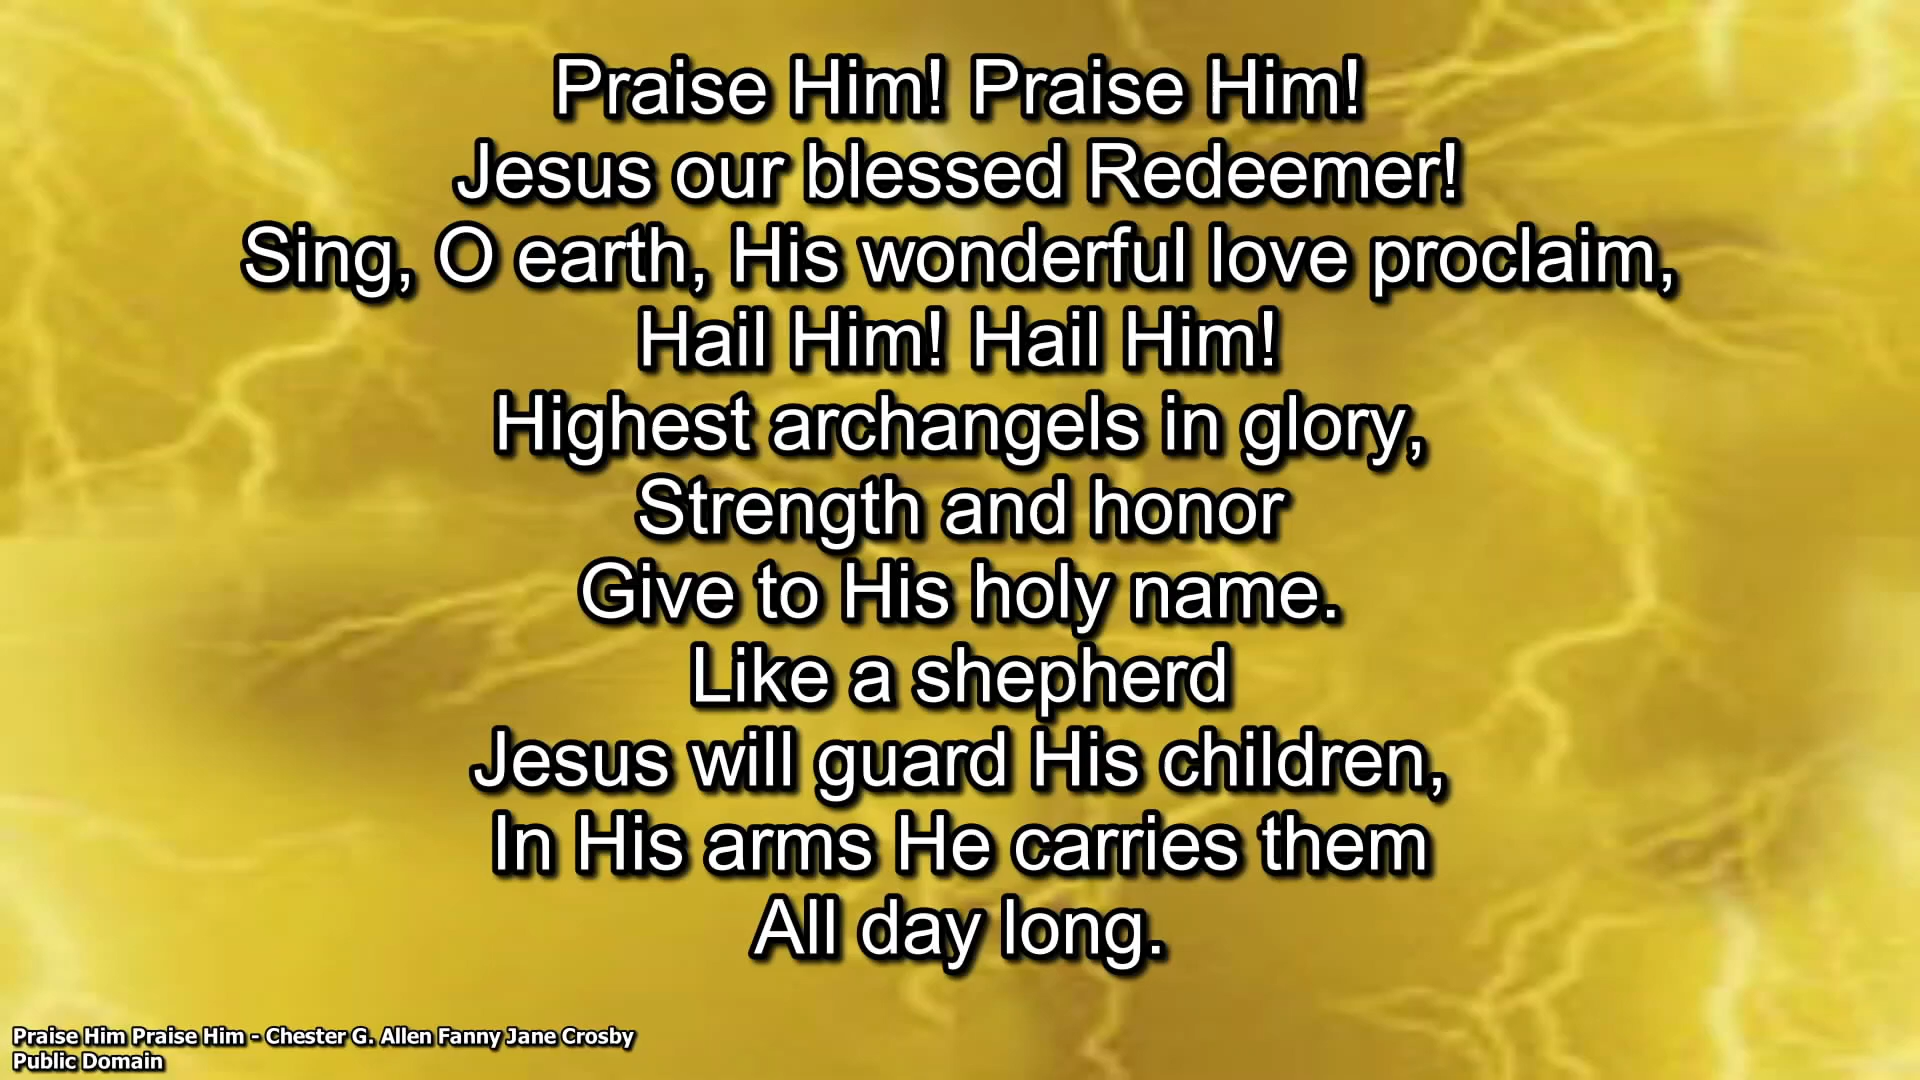 Praise Him! Praise Him!
Jesus our blessed Redeemer!
Sing, O earth, His wonderful love proclaim,
Hail Him! Hail Him!
Highest archangels in glory,
Strength and honor
Give to His holy name.
Like a shepherd
Jesus will guard His children,
In His arms He carries them
All day long.
Praise Him Praise Him - Chester G. Allen Fanny Jane Crosby
Public Domain